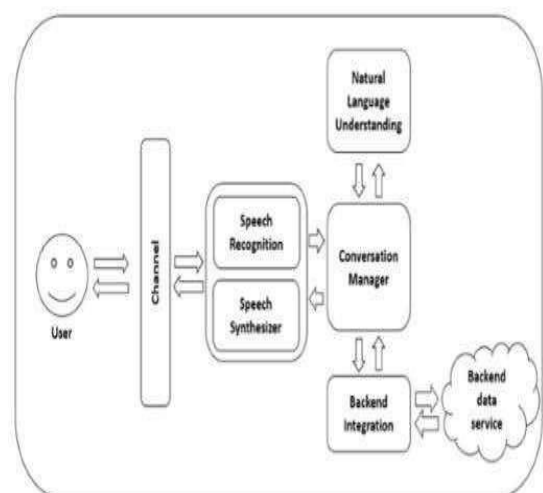 Natural
Language
Understanding
Channel
Speech
Recognition
Conversation
Manager
Speech
Synthesizer
User
Backend
Integration
Backend
data
service